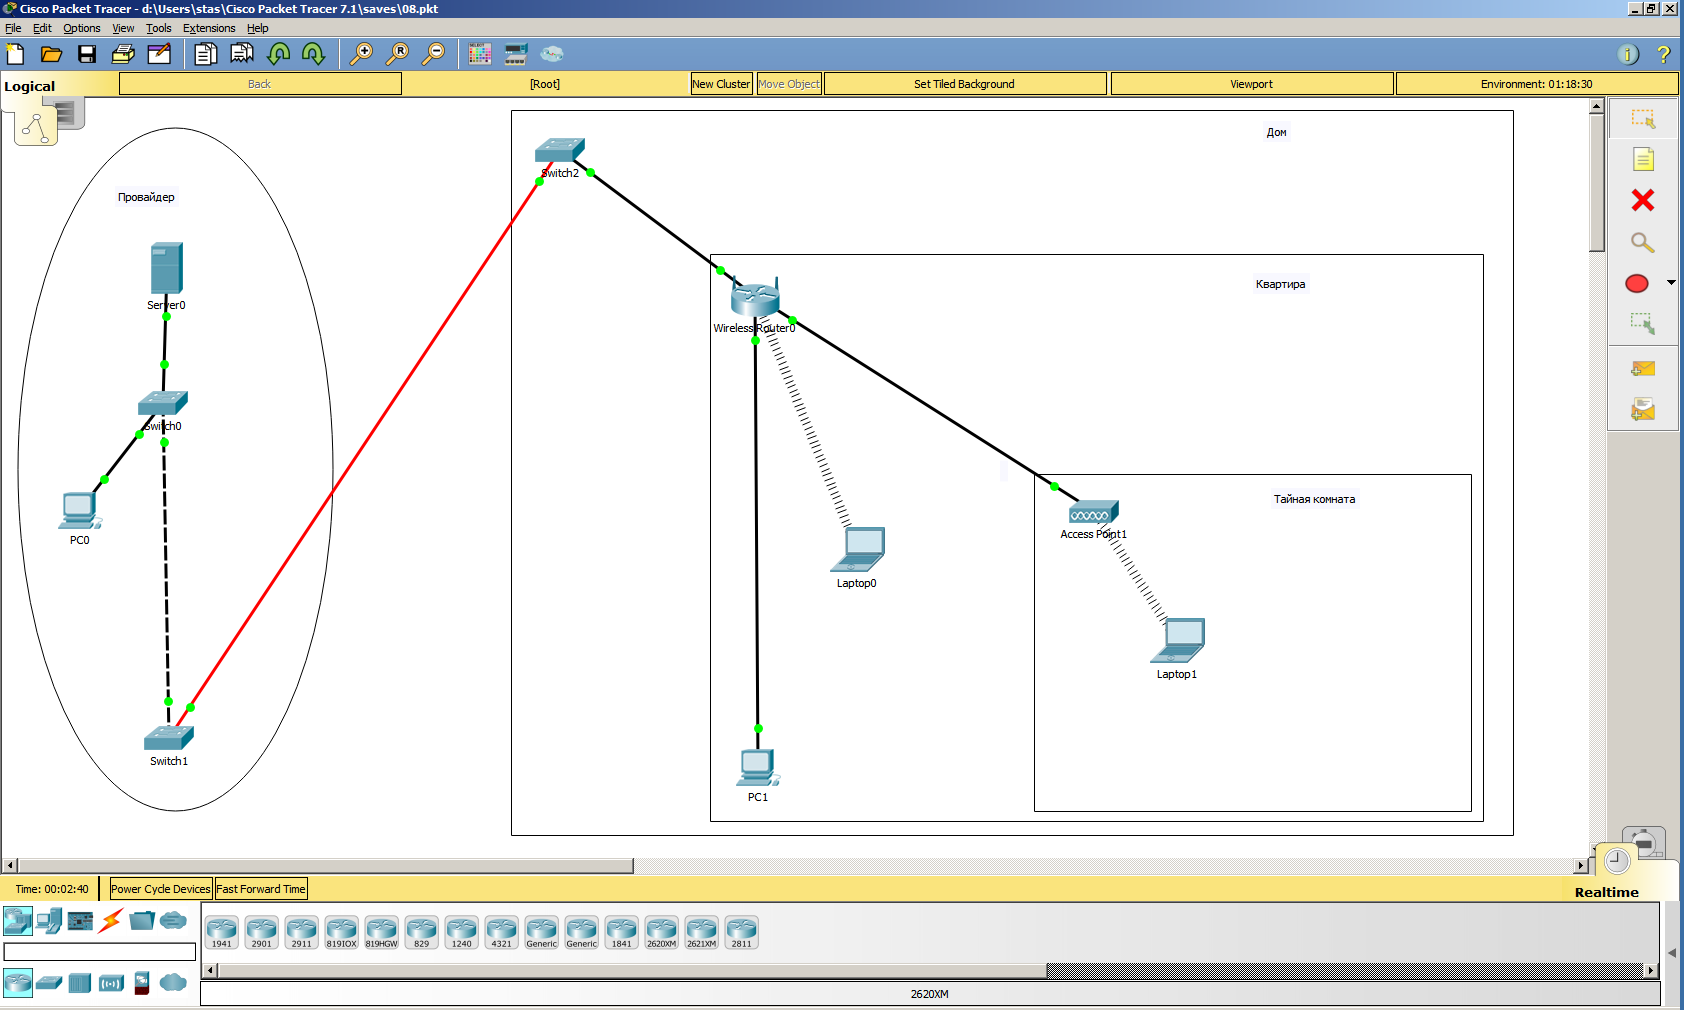 Cisco Packet Tracer - d:\Users\stas\Cisco Packet Tracer 7.1\saves\08.pkt
File Edit Options View Tools Extensions Help
Logical
Back
[Root]
New Cluster
Move Object
Set Tiled Background
Viewport
Environment: 01:18:30
Дом
Switch2
Провайдер
Квартира
Server0
Wireless Router0
Switch0
Тайная комната
Access Point1
PC0
Laptop0
Laptop1
Switch1
PC1
Time: 00:02:40
Power Cycle Devices
Fast Forward Time
Realtime
1941
2901
2911
819IOX
819HGW
829
1240
4321
Generic
Generic
1841
2620XM
2621XM
2811
2620XM